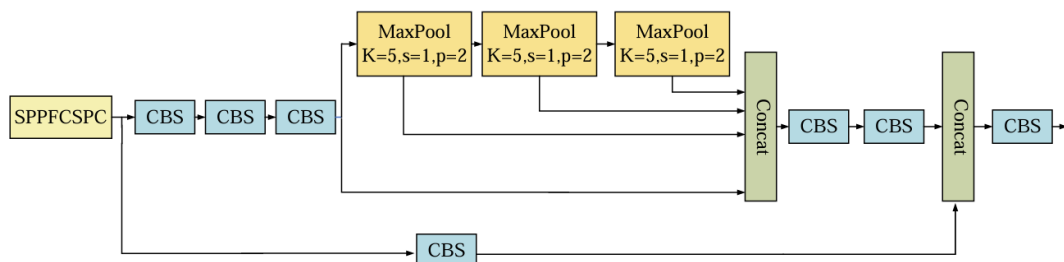 SPPFCSPC
CBS
CBS
CBS
MaxPool
K=5,s=1,p=2
MaxPool
K=5,s=1,p=2
MaxPool
K=5,s=1,p=2
Concat
CBS
CBS
Concat
CBS
CBS